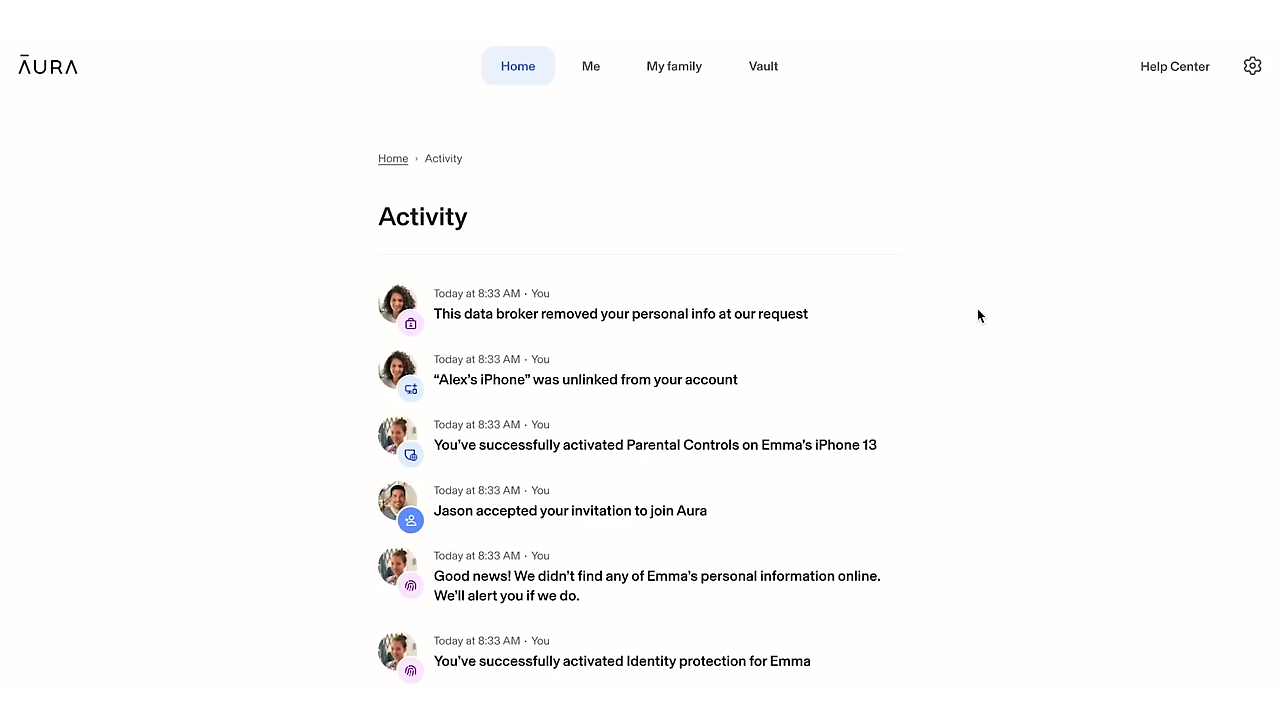 ĀURA
Home
Me
My family
Vault
Help Center
Home › Activity
Activity
Today at 8:33 AM · You
This data broker removed your personal info at our request
Today at 8:33 AM · You
“Alex’s iPhone” was unlinked from your account
Today at 8:33 AM · You
You’ve successfully activated Parental Controls on Emma’s iPhone 13
Today at 8:33 AM · You
Jason accepted your invitation to join Aura
Today at 8:33 AM · You
Good news! We didn’t find any of Emma’s personal information online.
We’ll alert you if we do.
Today at 8:33 AM · You
You’ve successfully activated Identity protection for Emma